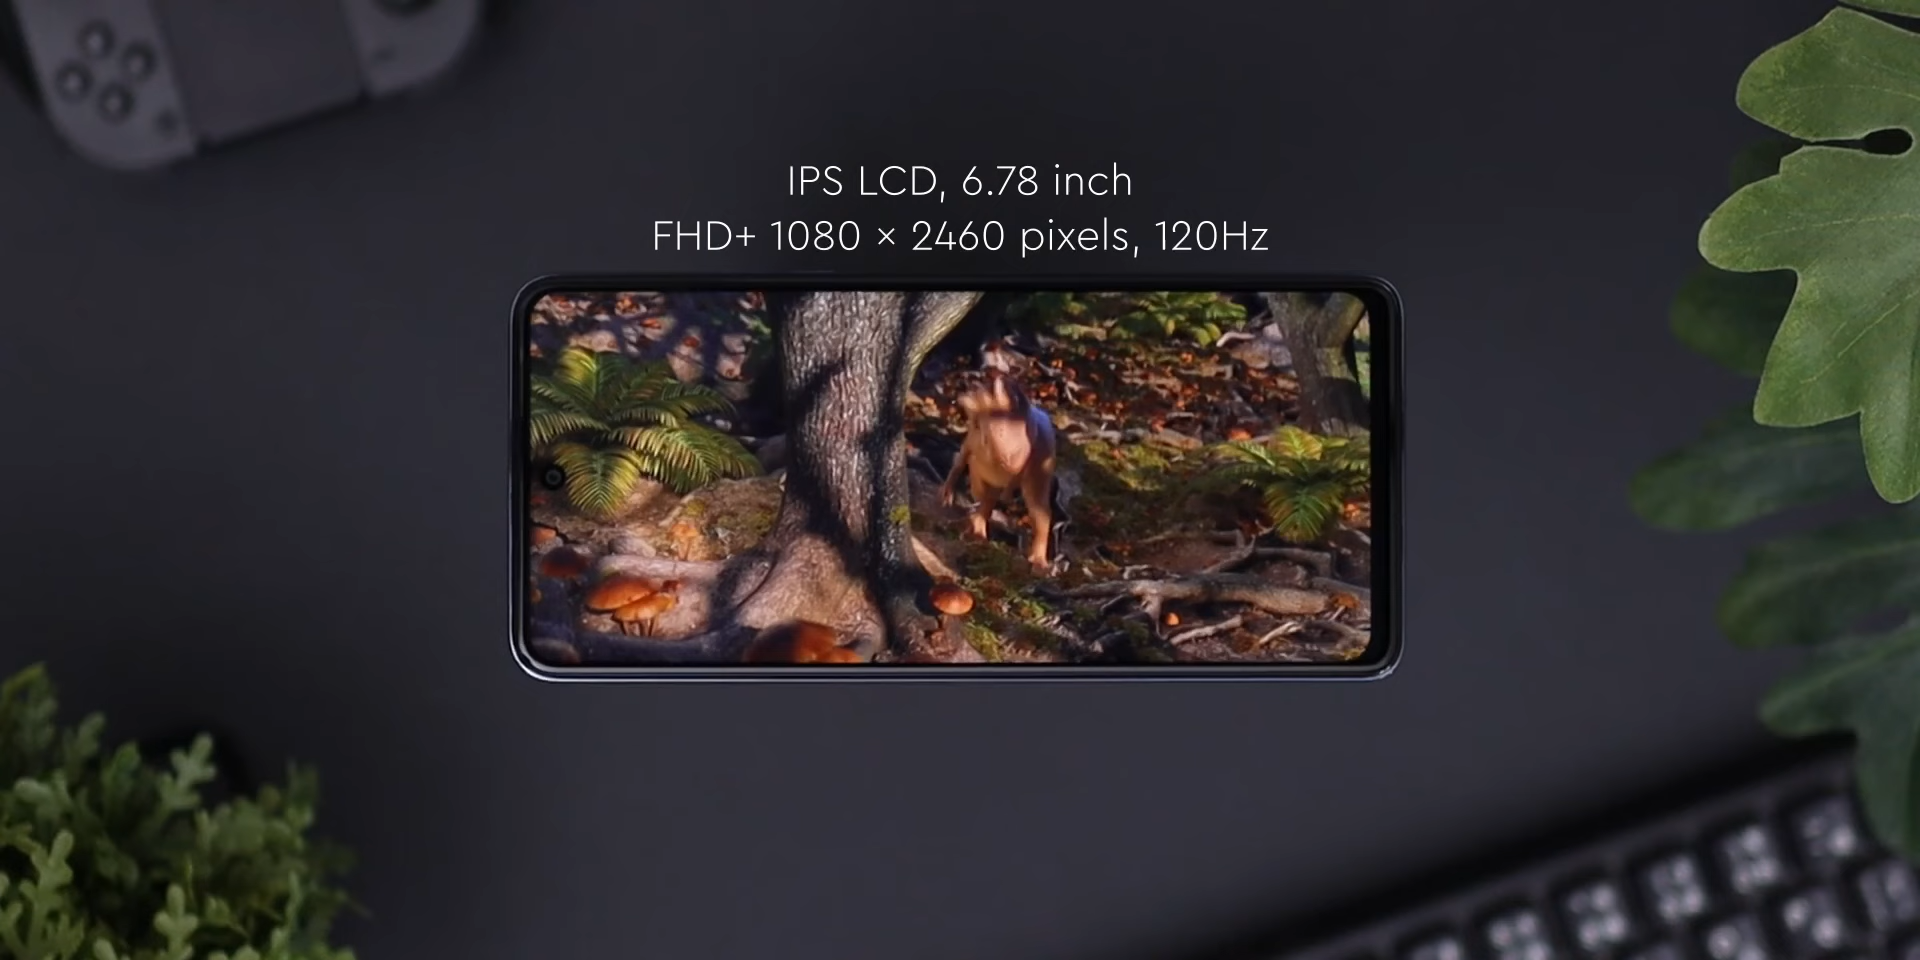 IPS LCD, 6.78 inch
FHD+ 1080 × 2460 pixels, 120Hz